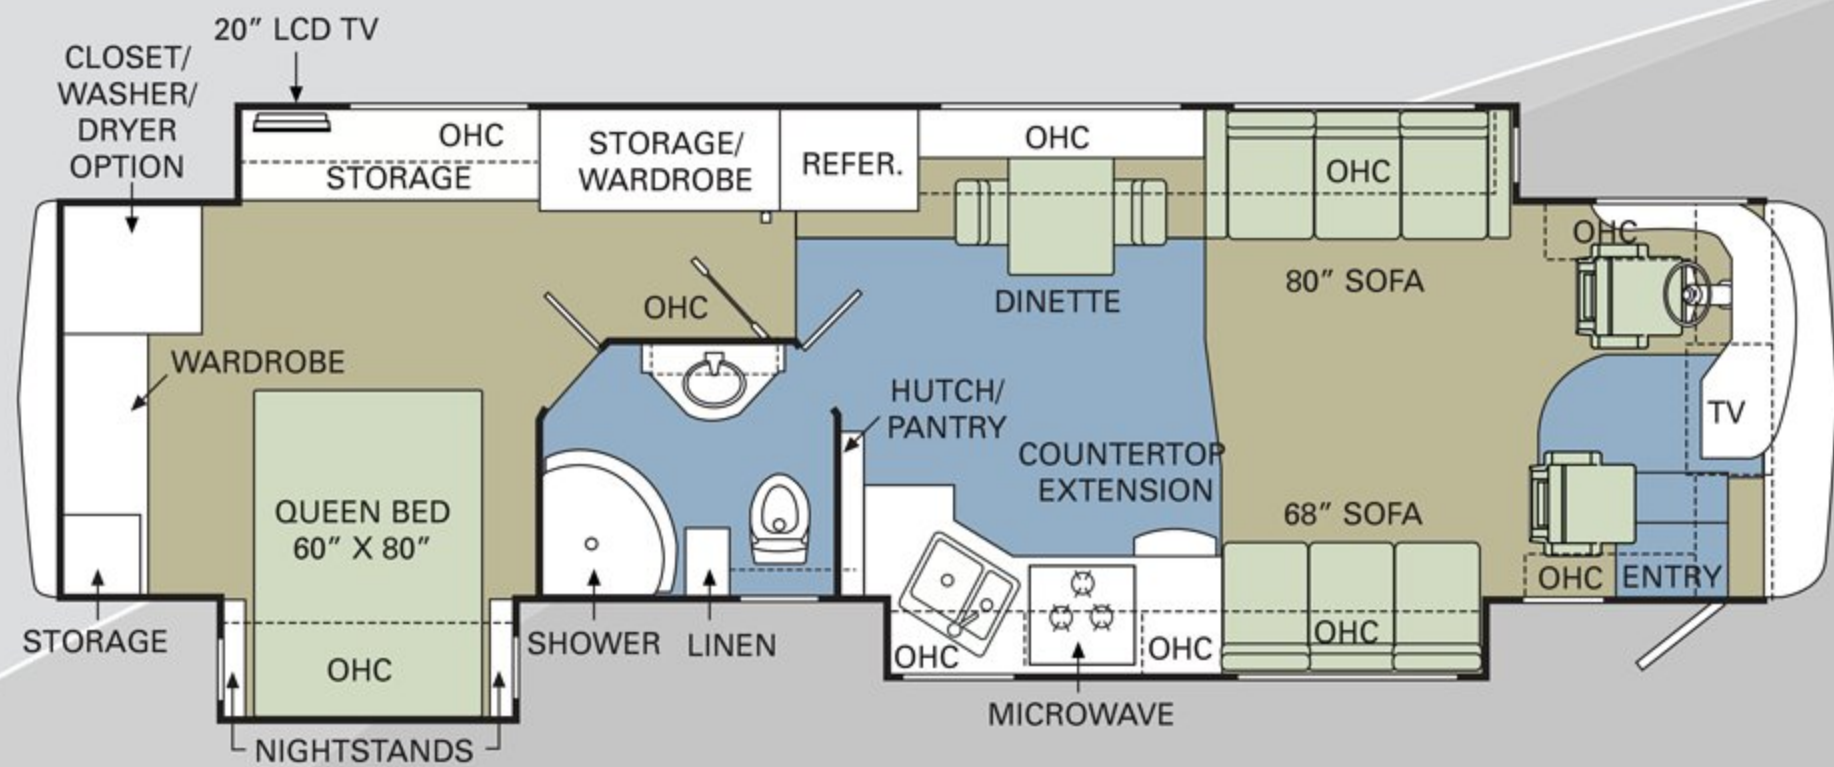 20” LCD TV
CLOSET/
WASHER/
DRYER
OPTION
OHC
STORAGE
STORAGE/
WARDROBE
REFER.
OHC
OHC
OHC
80” SOFA
DINETTE
OHC
WARDROBE
HUTCH/
PANTRY
TV
COUNTERTOP
EXTENSION
QUEEN BED
60” X 80”
68” SOFA
OHC
ENTRY
STORAGE
SHOWER
LINEN
OHC
OHC
OHC
OHC
MICROWAVE
NIGHTSTANDS